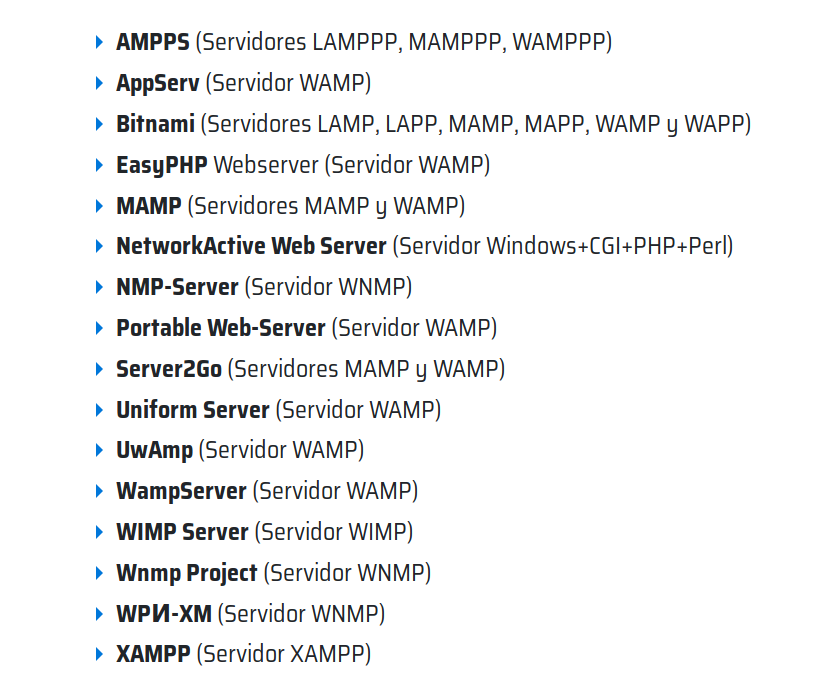 AMPPS (Servidores LAMPPP, MAMPPP, WAMPPP)
AppServ (Servidor WAMP)
Bitnami (Servidores LAMP, LAPP, MAMP, MAPP, WAMP y WAPP)
EasyPHP Webserver (Servidor WAMP)
MAMP (Servidores MAMP y WAMP)
NetworkActive Web Server (Servidor Windows+CGI+PHP+Perl)
NMP-Server (Servidor WNMP)
Portable Web-Server (Servidor WAMP)
Server2Go (Servidores MAMP y WAMP)
Uniform Server (Servidor WAMP)
UwAmp (Servidor WAMP)
WampServer (Servidor WAMP)
WIMP Server (Servidor WIMP)
Wnmp Project (Servidor WNMP)
WPИ-XM (Servidor WNMP)
XAMPP (Servidor XAMPP)